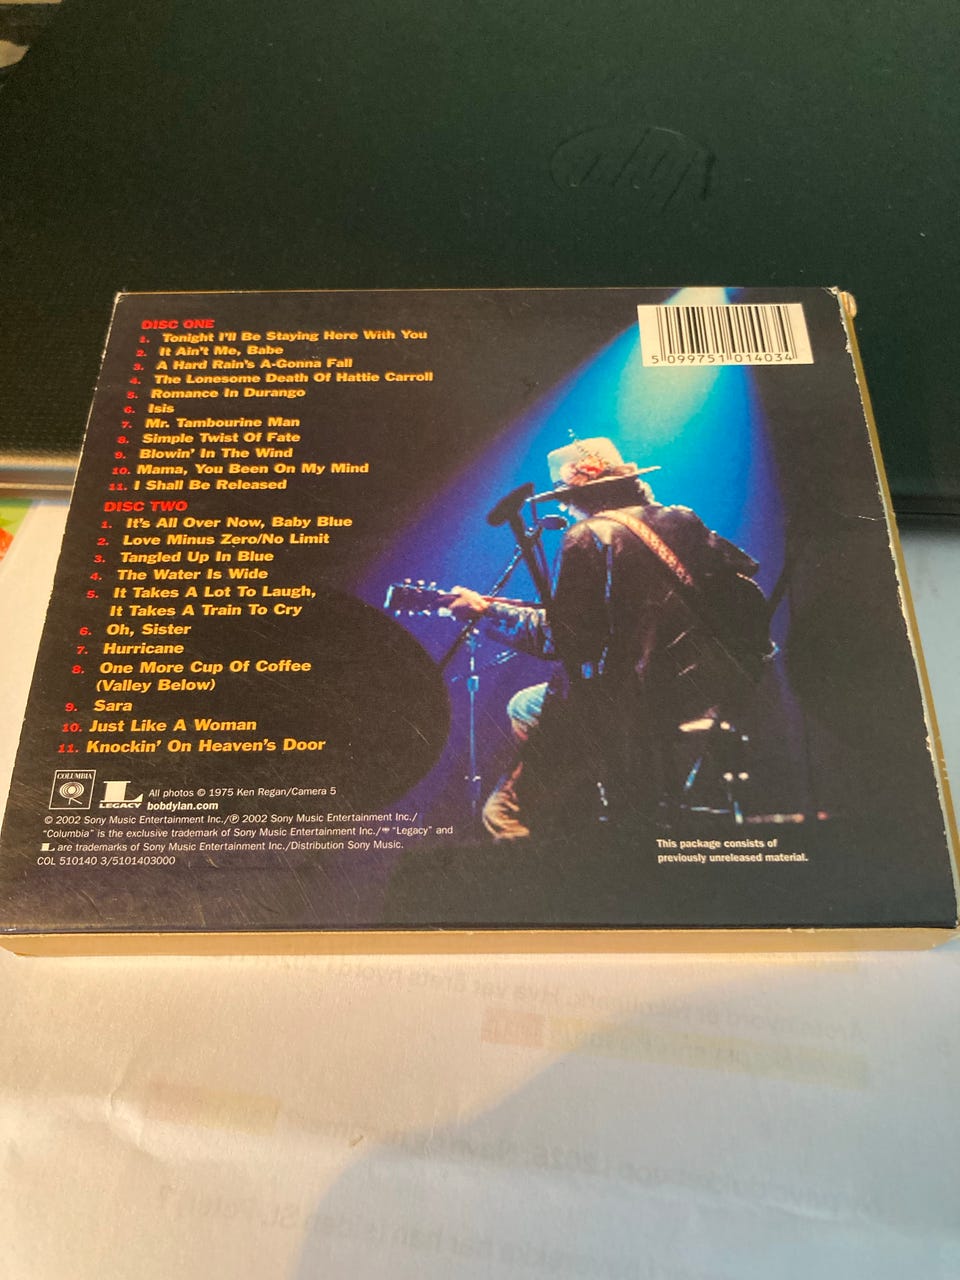 DISC ONE
1. Tonight I'll Be Staying Here With You
2. It Ain't Me, Babe
3. A Hard Rain's A-Gonna Fall
4. The Lonesome Death Of Hattie Carroll
5. Romance In Durango
6. Isis
7. Mr. Tambourine Man
8. Simple Twist Of Fate
9. Blowin' In The Wind
10. Mama, You Been On My Mind
11. I Shall Be Released
DISC TWO
1. It's All Over Now, Baby Blue
2. Love Minus Zero/No Limit
3. Tangled Up In Blue
4. The Water Is Wide
5. It Takes A Lot To Laugh,
It Takes A Train To Cry
6. Oh, Sister
7. Hurricane
8. One More Cup Of Coffee
(Valley Below)
9. Sara
10. Just Like A Woman
11. Knockin' On Heaven's Door
COLUMBIA
L
LEGACY
All photos © 1975 Ken Regan/Camera 5
bobdylan.com
© 2002 Sony Music Entertainment Inc./℗ 2002 Sony Music Entertainment Inc./
"Columbia" is the exclusive trademark of Sony Music Entertainment Inc./ "Legacy" and
L are trademarks of Sony Music Entertainment Inc./Distribution Sony Music.
COL 510140 3/5101403000
5 099751 014034
This package consists of
previously unreleased material.